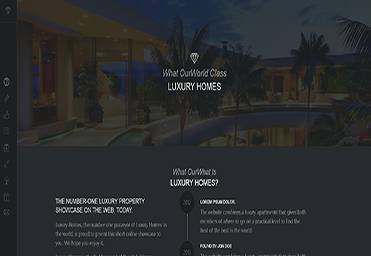 What OurWorld Class
LUXURY HOMES
What OurWhat Is
LUXURY HOMES?
THE NUMBER-ONE LUXURY PROPERTY
SHOWCASE ON THE WEB, TODAY.
Luxury Homes, the number-one purveyor of Luxury Homes in
the world, is proud to present this short online showcase to
you. We hope you enjoy it.
2012
LOREM IPSUM DOLOR.
The website combines a luxury apartments that gives Both
members of where to go on a practical level to find the
best of the best in the world
2013
FOUND BY JON DOE